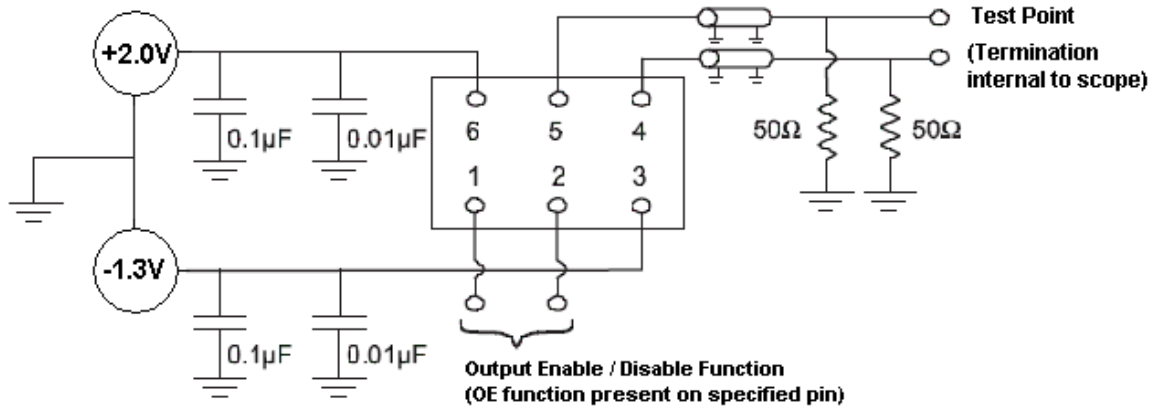 +2.0V
Test Point
(Termination
internal to scope)
0.1µF
0.01µF
6
5
4
50Ω
50Ω
1
2
3
-1.3V
0.1µF
0.01µF
Output Enable / Disable Function
(OE function present on specified pin)